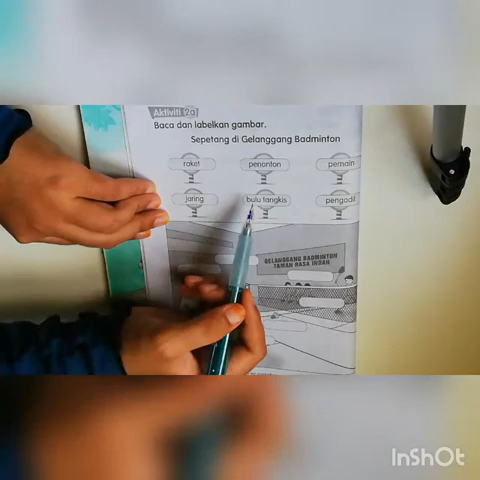 Aktiviti 2a
Baca dan labelkan gambar.
Sepetang di Gelanggang Badminton
raket penonton pemain
jaring bulu tangkis pengadil
GELANGGANG BADMINTON
TAMAN RASA INDAH
InShOt